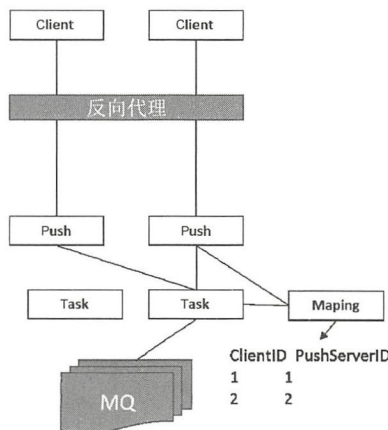 Client Client
反向代理
Push Push
Task Task Maping
ClientID PushServerID
1 1
2 2
MQ